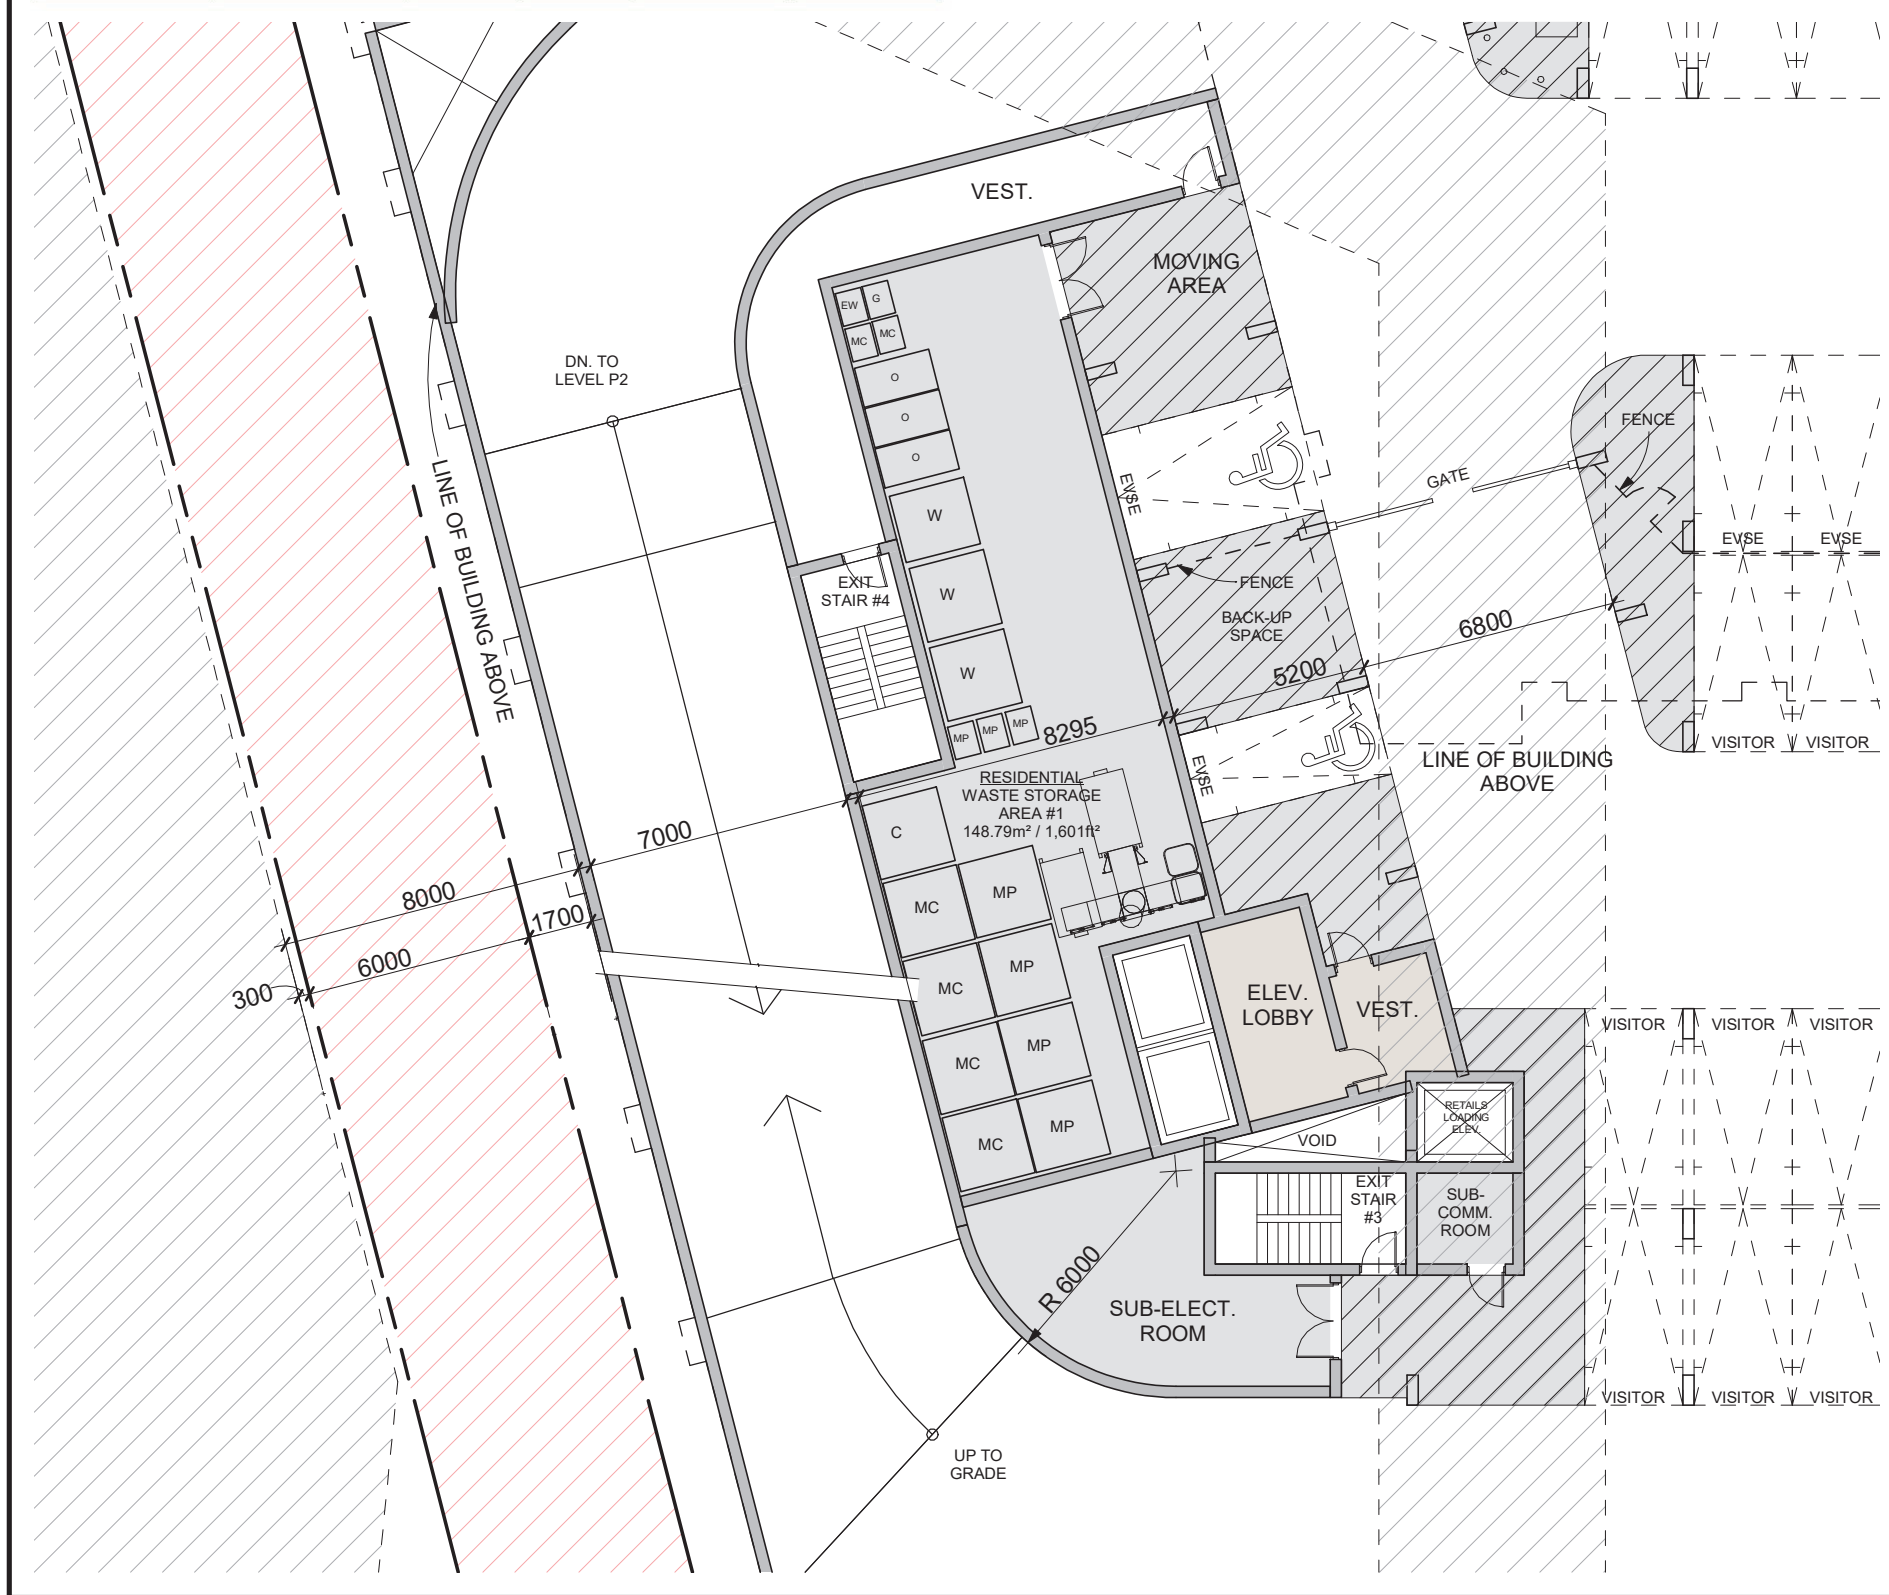 VEST.
MOVING
AREA
EW
G
MC
MC
DN. TO
LEVEL P2
O
O
O
FENCE
LINE OF BUILDING ABOVE
EVSE
GATE
W
EVSE
EVSE
EXIT
STAIR #4
W
FENCE
BACK-UP
SPACE
6800
W
5200
MP
MP
MP
8295
VISITOR
VISITOR
LINE OF BUILDING
ABOVE
EVSE
RESIDENTIAL
WASTE STORAGE
AREA #1
148.79m² / 1,601ft²
C
7000
8000
MC
MP
1700
6000
300
MC
MP
ELEV.
LOBBY
VEST.
VISITOR
VISITOR
VISITOR
MC
MP
RETAILS
LOADING
ELEV.
MC
MP
VOID
EXIT
STAIR
#3
SUB-
COMM.
ROOM
R 6000
SUB-ELECT.
ROOM
VISITOR
VISITOR
VISITOR
UP TO
GRADE